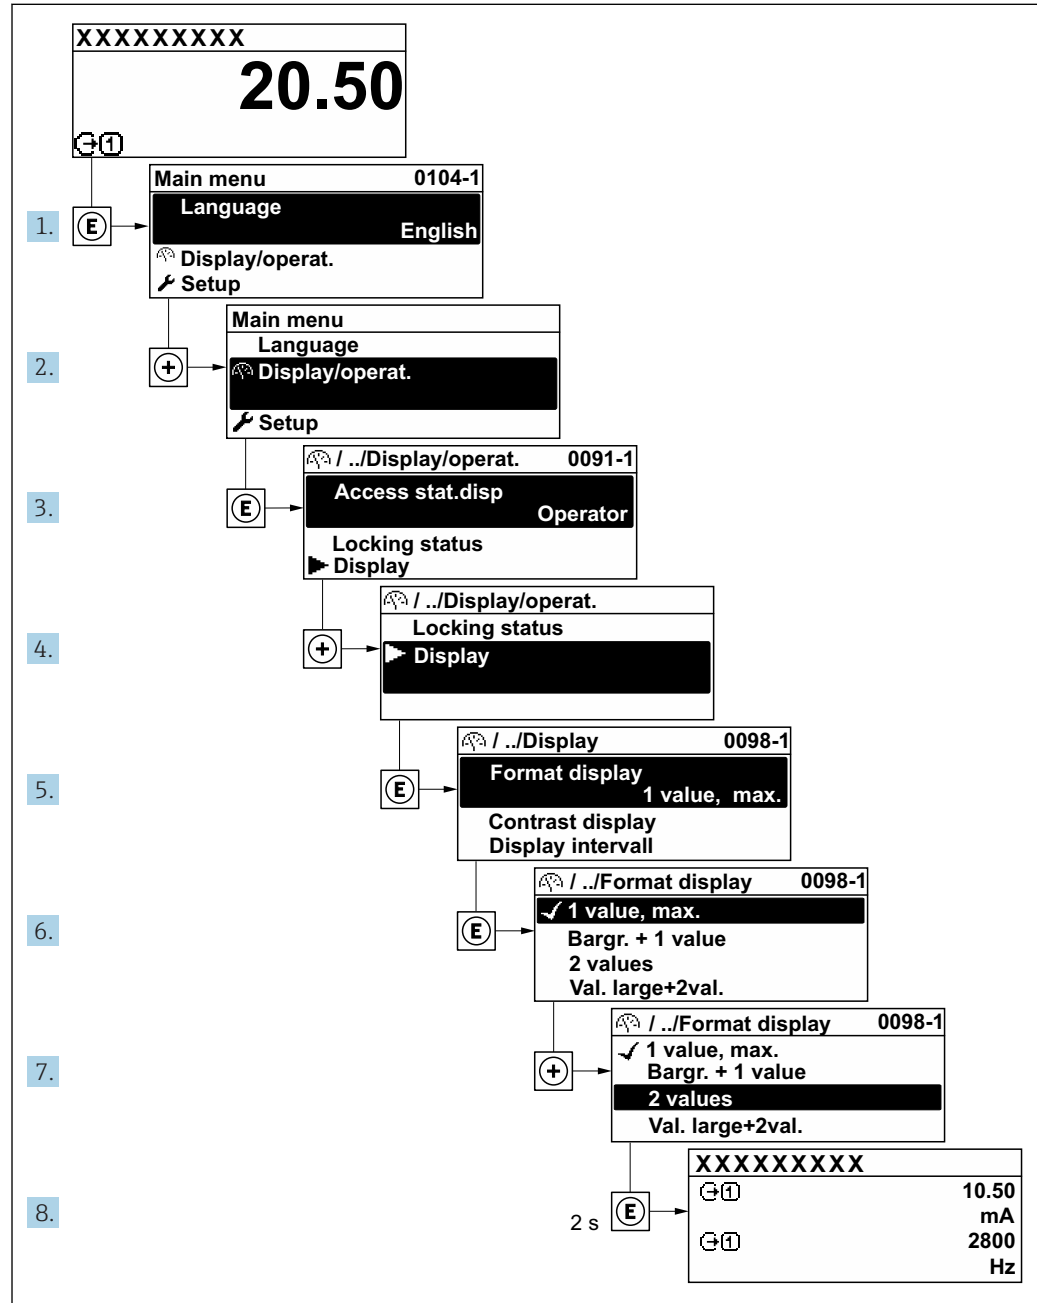 XXXXXXXXX
20.50
1
Main menu 0104-1
Language
English
Display/operat.
Setup
1. E
Main menu
Language
Display/operat.
Setup
2. +
/ ../Display/operat. 0091-1
Access stat.disp
Operator
Locking status
Display
3. E
/ ../Display/operat.
Locking status
Display
4. +
/ ../Display 0098-1
Format display
1 value, max.
Contrast display
Display intervall
5. E
/ ../Format display 0098-1
1 value, max.
Bargr. + 1 value
2 values
Val. large+2val.
6. E
/ ../Format display 0098-1
1 value, max.
Bargr. + 1 value
2 values
Val. large+2val.
7. +
XXXXXXXXX
1 10.50
mA
1 2800
Hz
8. 2 s E